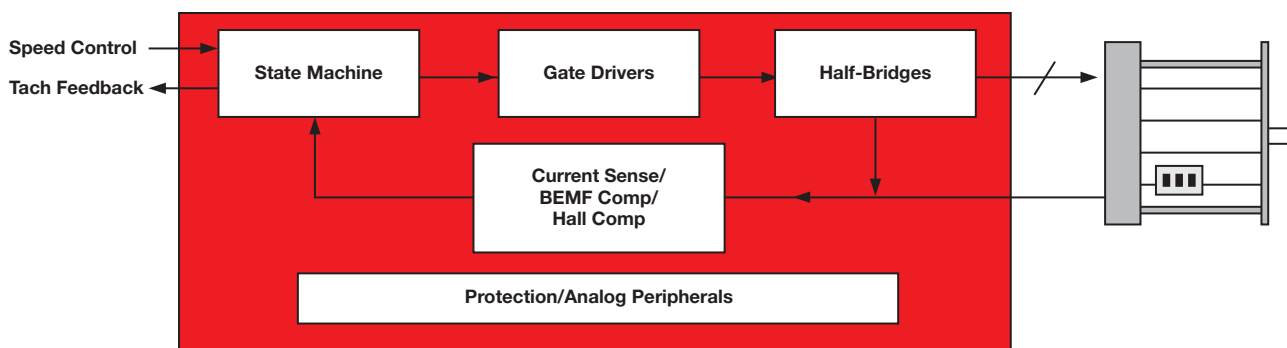 Speed Control
Tach Feedback
State Machine
Gate Drivers
Half-Bridges
Current Sense/
BEMF Comp/
Hall Comp
Protection/Analog Peripherals